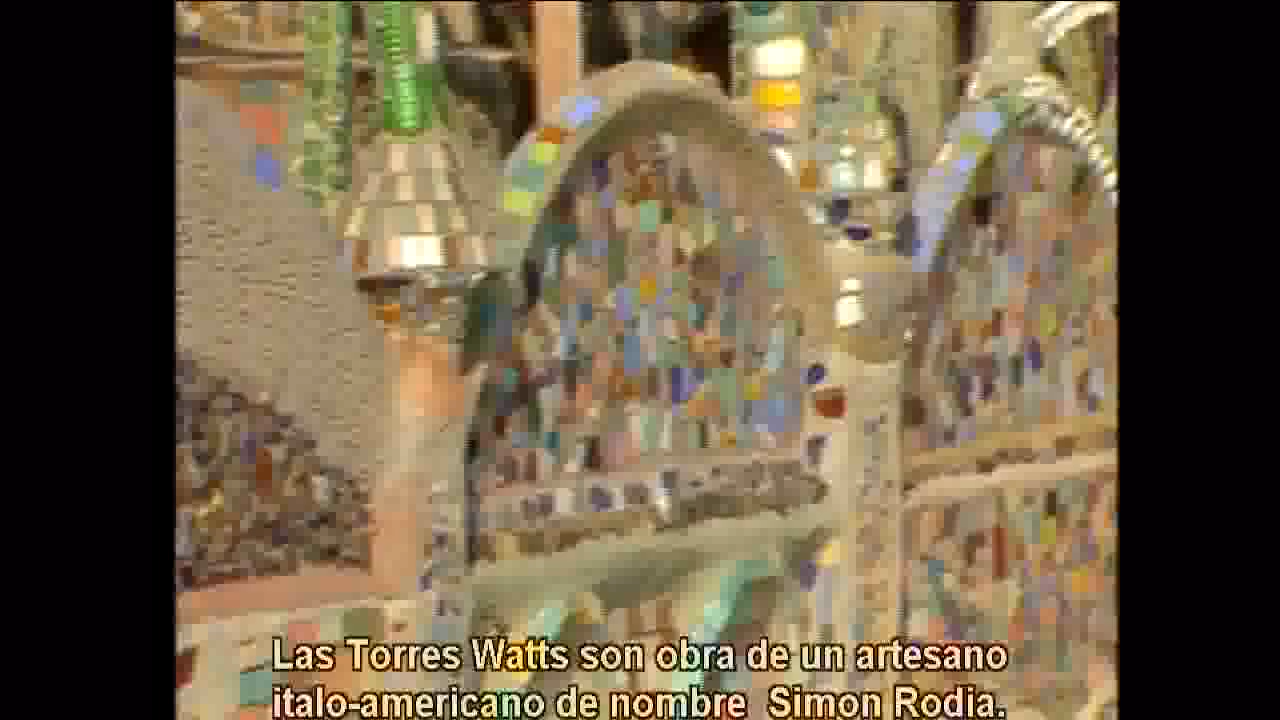 Las Torres Watts son obra de un artesano
italo-americano de nombre  Simon Rodia.